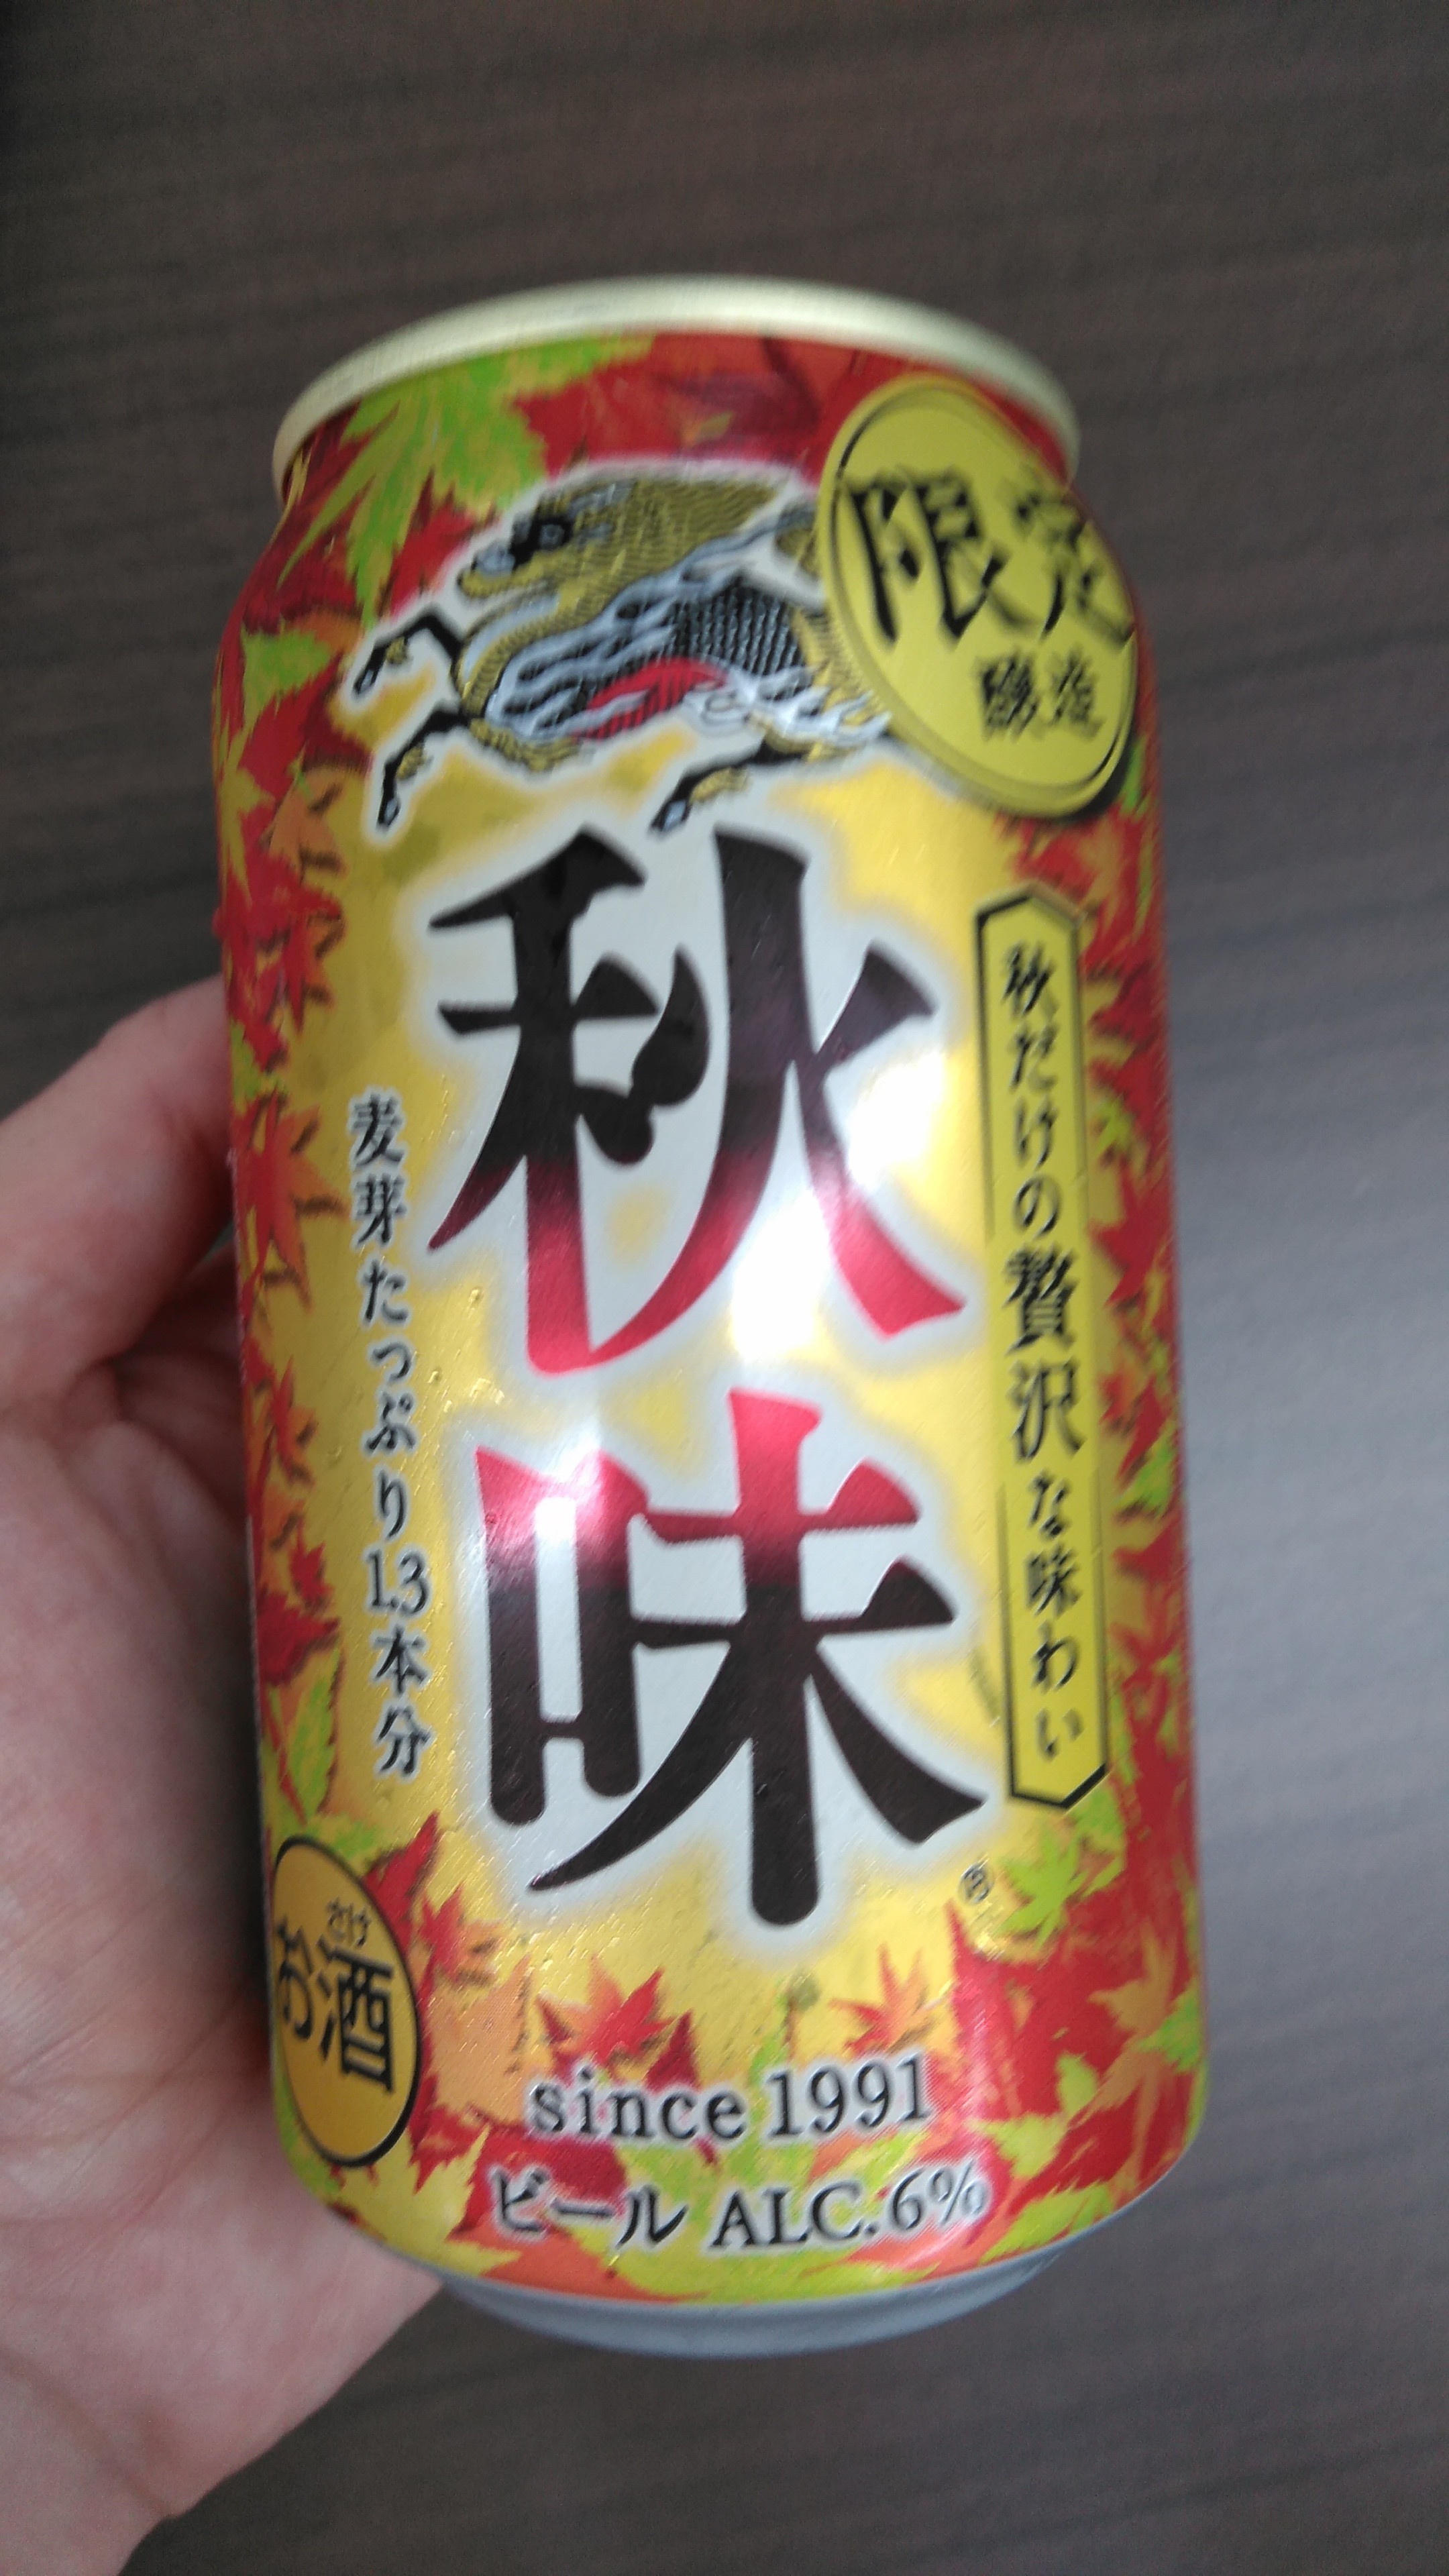 限定
醸造
秋味
秋だけの贅沢な味わい
麦芽たっぷり1.3本分
さけ
お酒
®
since 1991
ビール ALC.6%